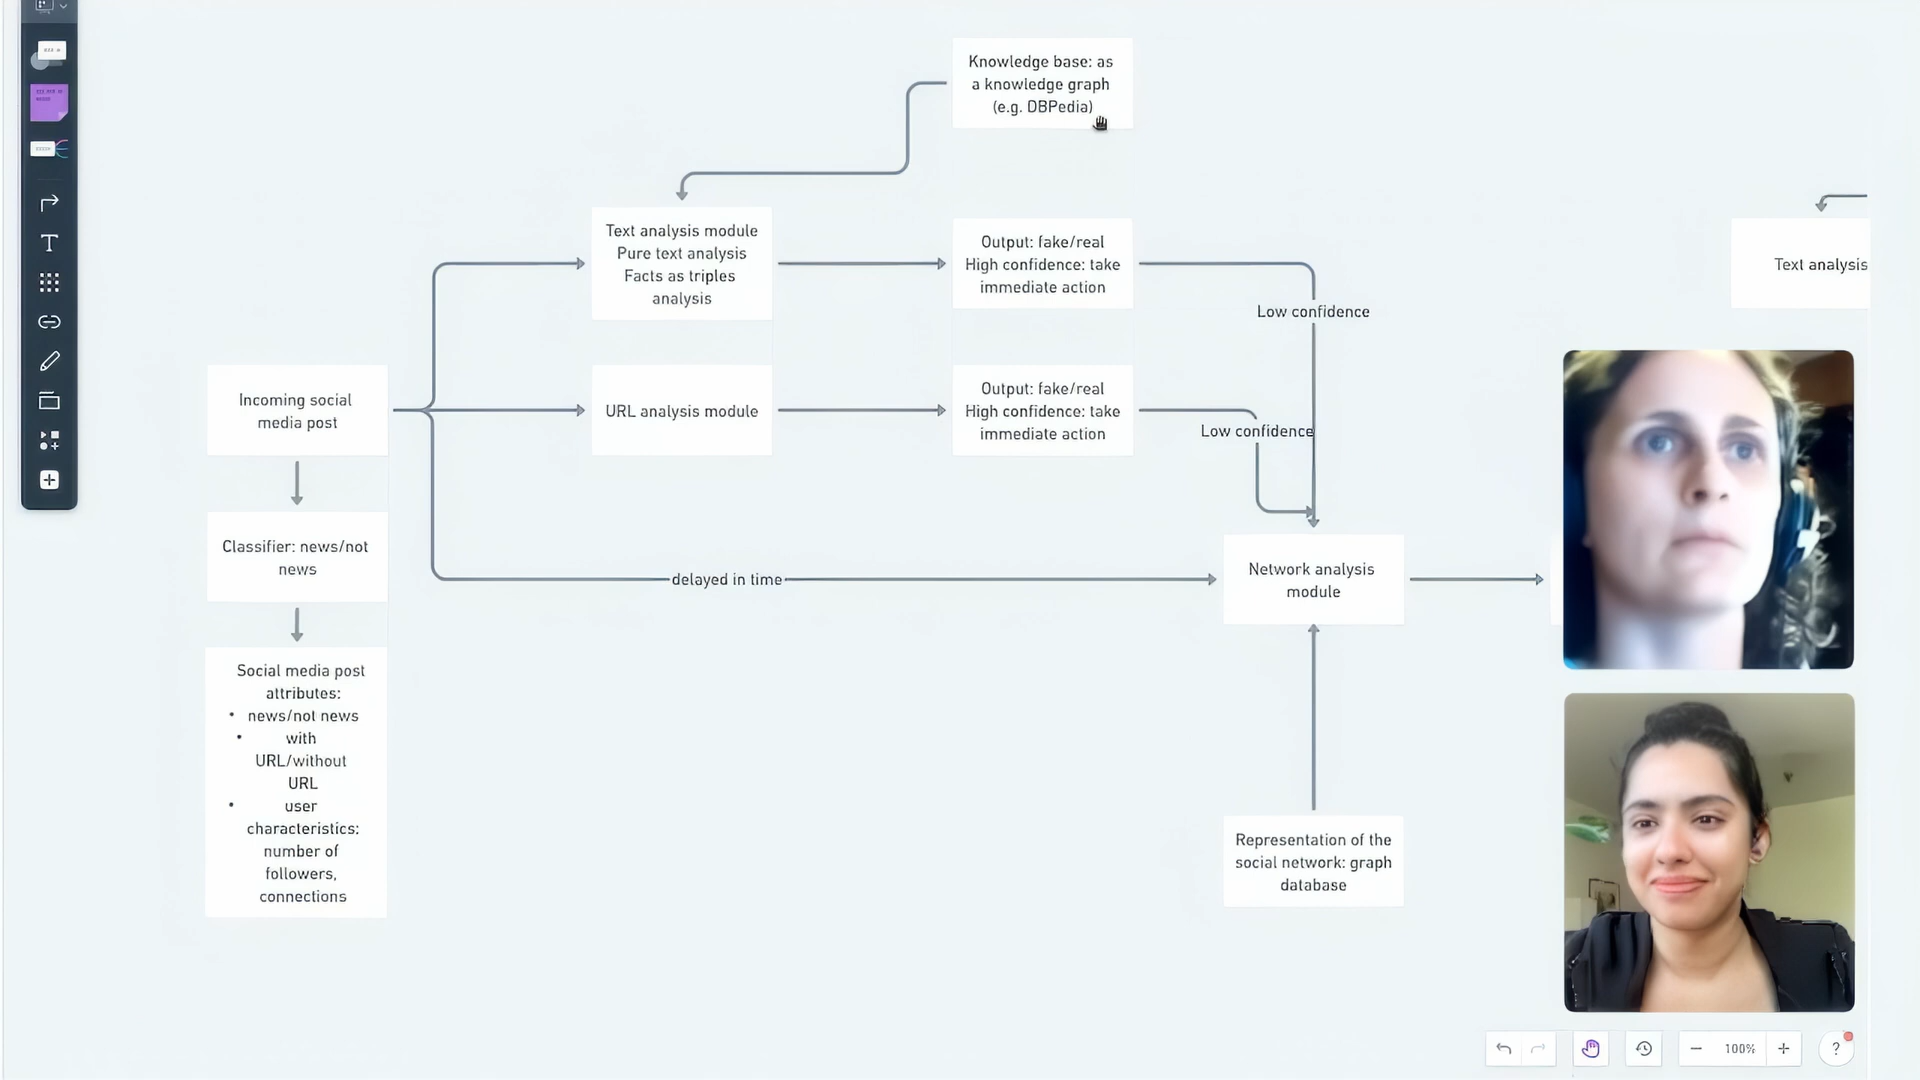 Knowledge base: as
a knowledge graph
(e.g. DBPedia)
Text analysis module
Pure text analysis
Facts as triples
analysis
Output: fake/real
High confidence: take
immediate action
Low confidence
Text analysis
Incoming social
media post
URL analysis module
Output: fake/real
High confidence: take
immediate action
Low confidence
Classifier: news/not
news
delayed in time
Network analysis
module
Social media post
attributes:
• news/not news
• with
URL/without
URL
• user
characteristics:
number of
followers,
connections
Representation of the
social network: graph
database
100%
?